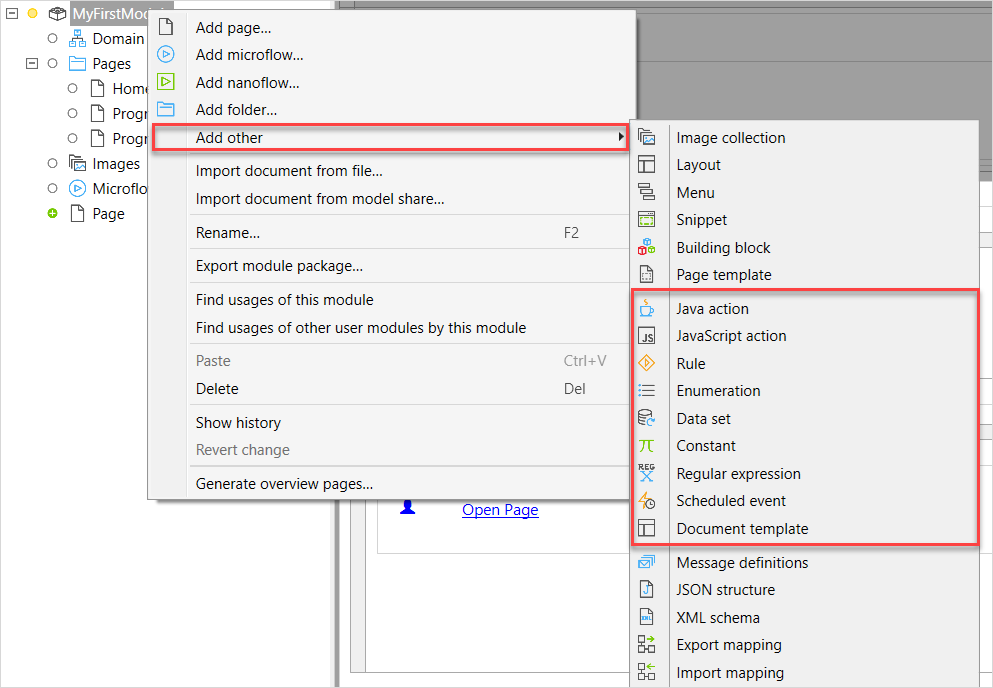 MyFirstModu
Domain
Pages
Home
Progr
Progr
Images
Microflo
Page
Add page...
Add microflow...
Add nanoflow...
Add folder...
Add other
Import document from file...
Import document from model share...
Rename... F2
Export module package...
Find usages of this module
Find usages of other user modules by this module
Paste Ctrl+V
Delete Del
Show history
Revert change
Generate overview pages...
Open Page
Image collection
Layout
Menu
Snippet
Building block
Page template
Java action
JS JavaScript action
Rule
Enumeration
Data set
Constant
REG Regular expression
Scheduled event
Document template
Message definitions
JSON structure
XML schema
Export mapping
Import mapping